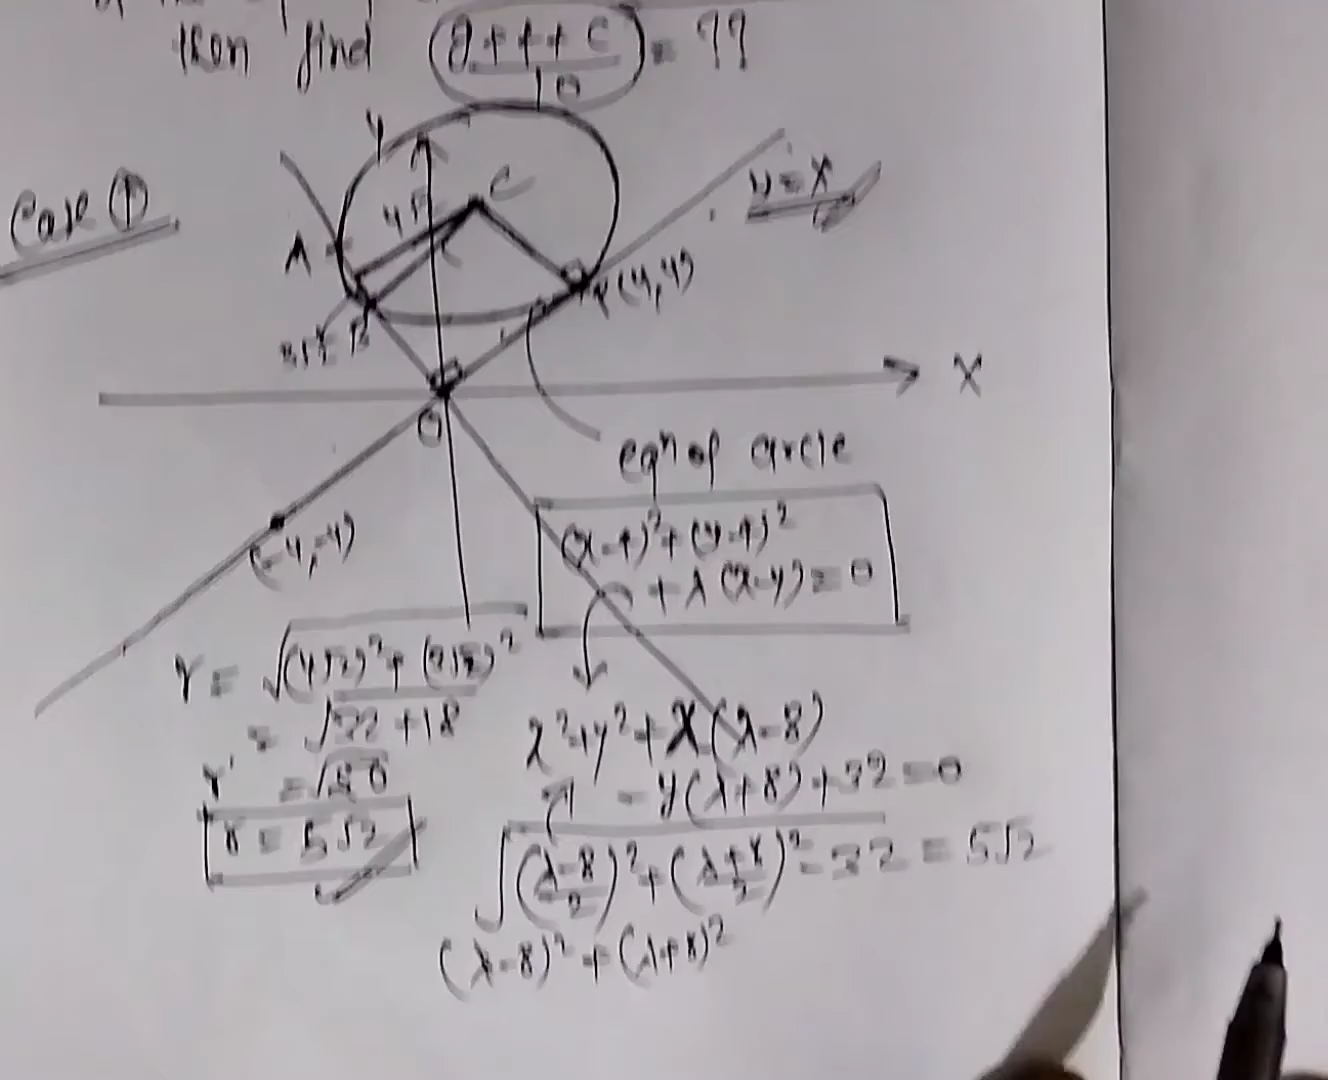 then find (g+f+c)/10 = ??
Case ①
Y
C
y=x
A
4√2
P(4,4)
3√2 B
X
O
eqⁿ of circle
(-4,-4)
(x-4)²+(y-4)²
+λ(x-y)=0
r = √(4√2)²+(3√2)²
= √32+18
x²+y²+x(λ-8)
r = √50
-y(λ+8)+32=0
r = 5√2
√((λ-8)/2)²+((λ+8)/2)²-32 = 5√2
(λ-8)²+(λ+8)²